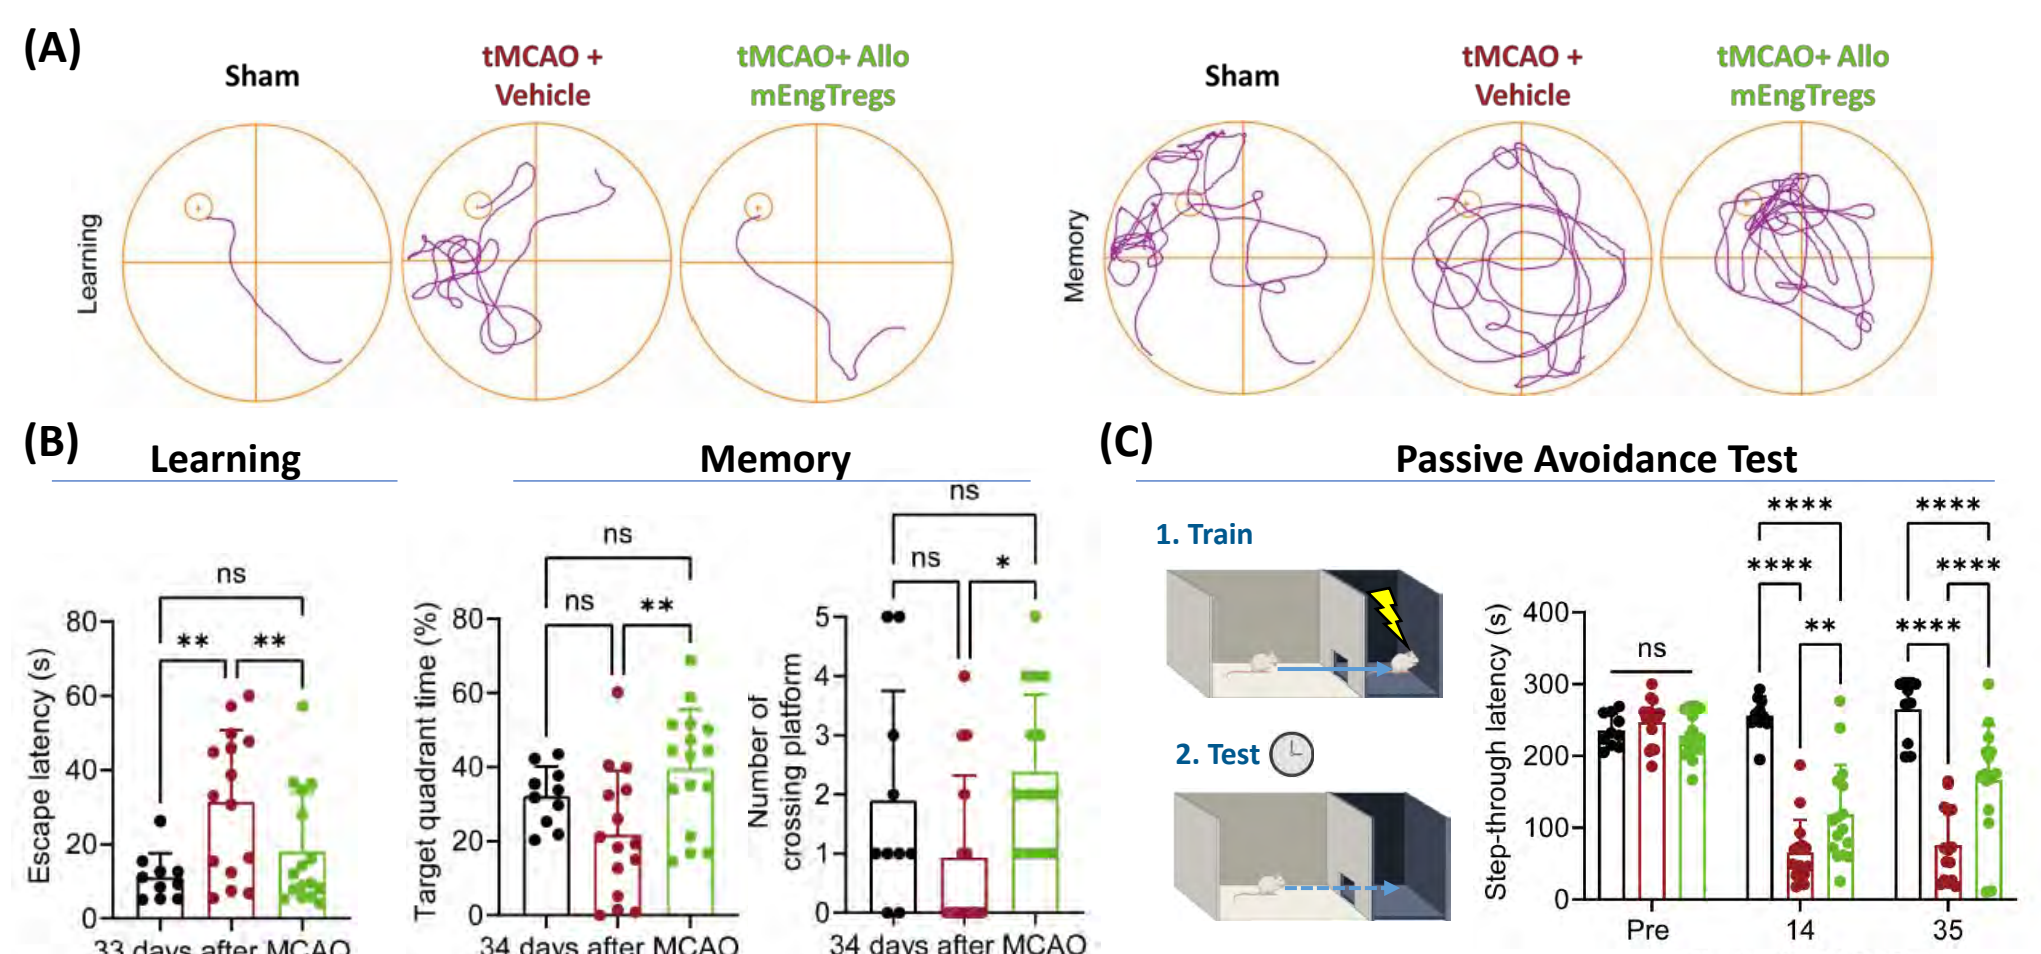 (A)
Sham
tMCAO +
Vehicle
tMCAO+ Allo
mEngTregs
Sham
tMCAO +
Vehicle
tMCAO+ Allo
mEngTregs
Learning
Memory
(B)
Learning
Memory
ns
**
**
Escape latency (s)
80
60
40
20
0
33 days after MCAO
ns
ns
**
Target quadrant time (%)
80
60
40
20
0
34 days after MCAO
ns
ns
*
Number of
crossing platform
5
4
3
2
1
0
34 days after MCAO
(C)
Passive Avoidance Test
1. Train
2. Test
Step-through latency (s)
400
300
200
100
0
ns
****
****
**
****
****
****
Pre
14
35